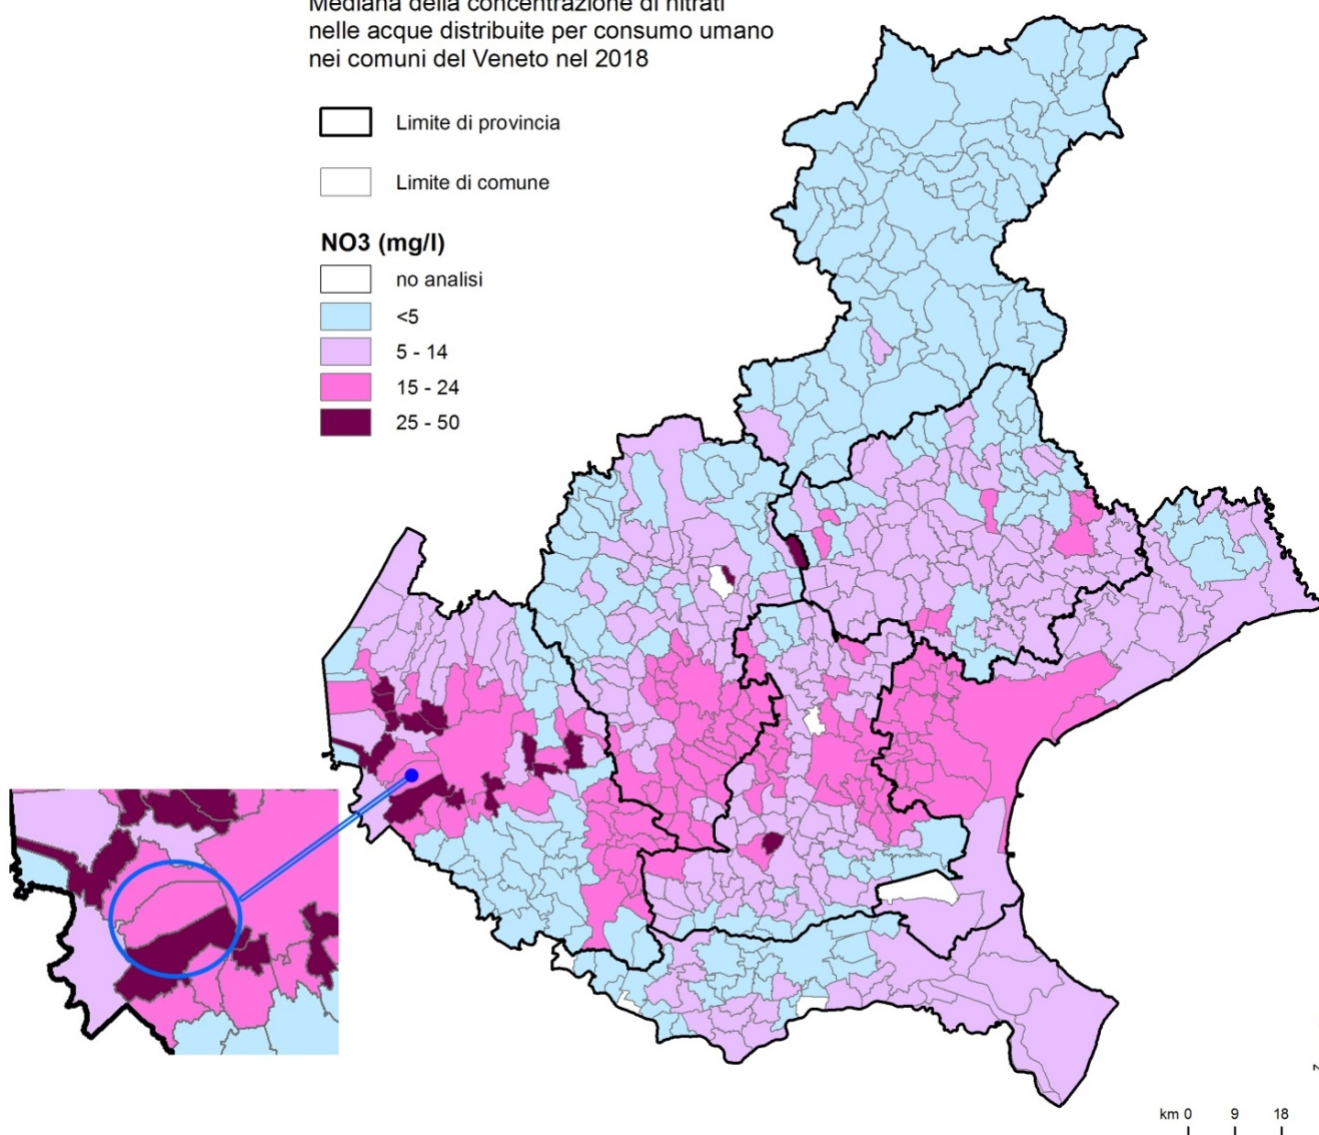 Mediana della concentrazione di nitrati
nelle acque distribuite per consumo umano
nei comuni del Veneto nel 2018
Limite di provincia
Limite di comune
NO3 (mg/l)
no analisi
<5
5 - 14
15 - 24
25 - 50
km 0 9 18